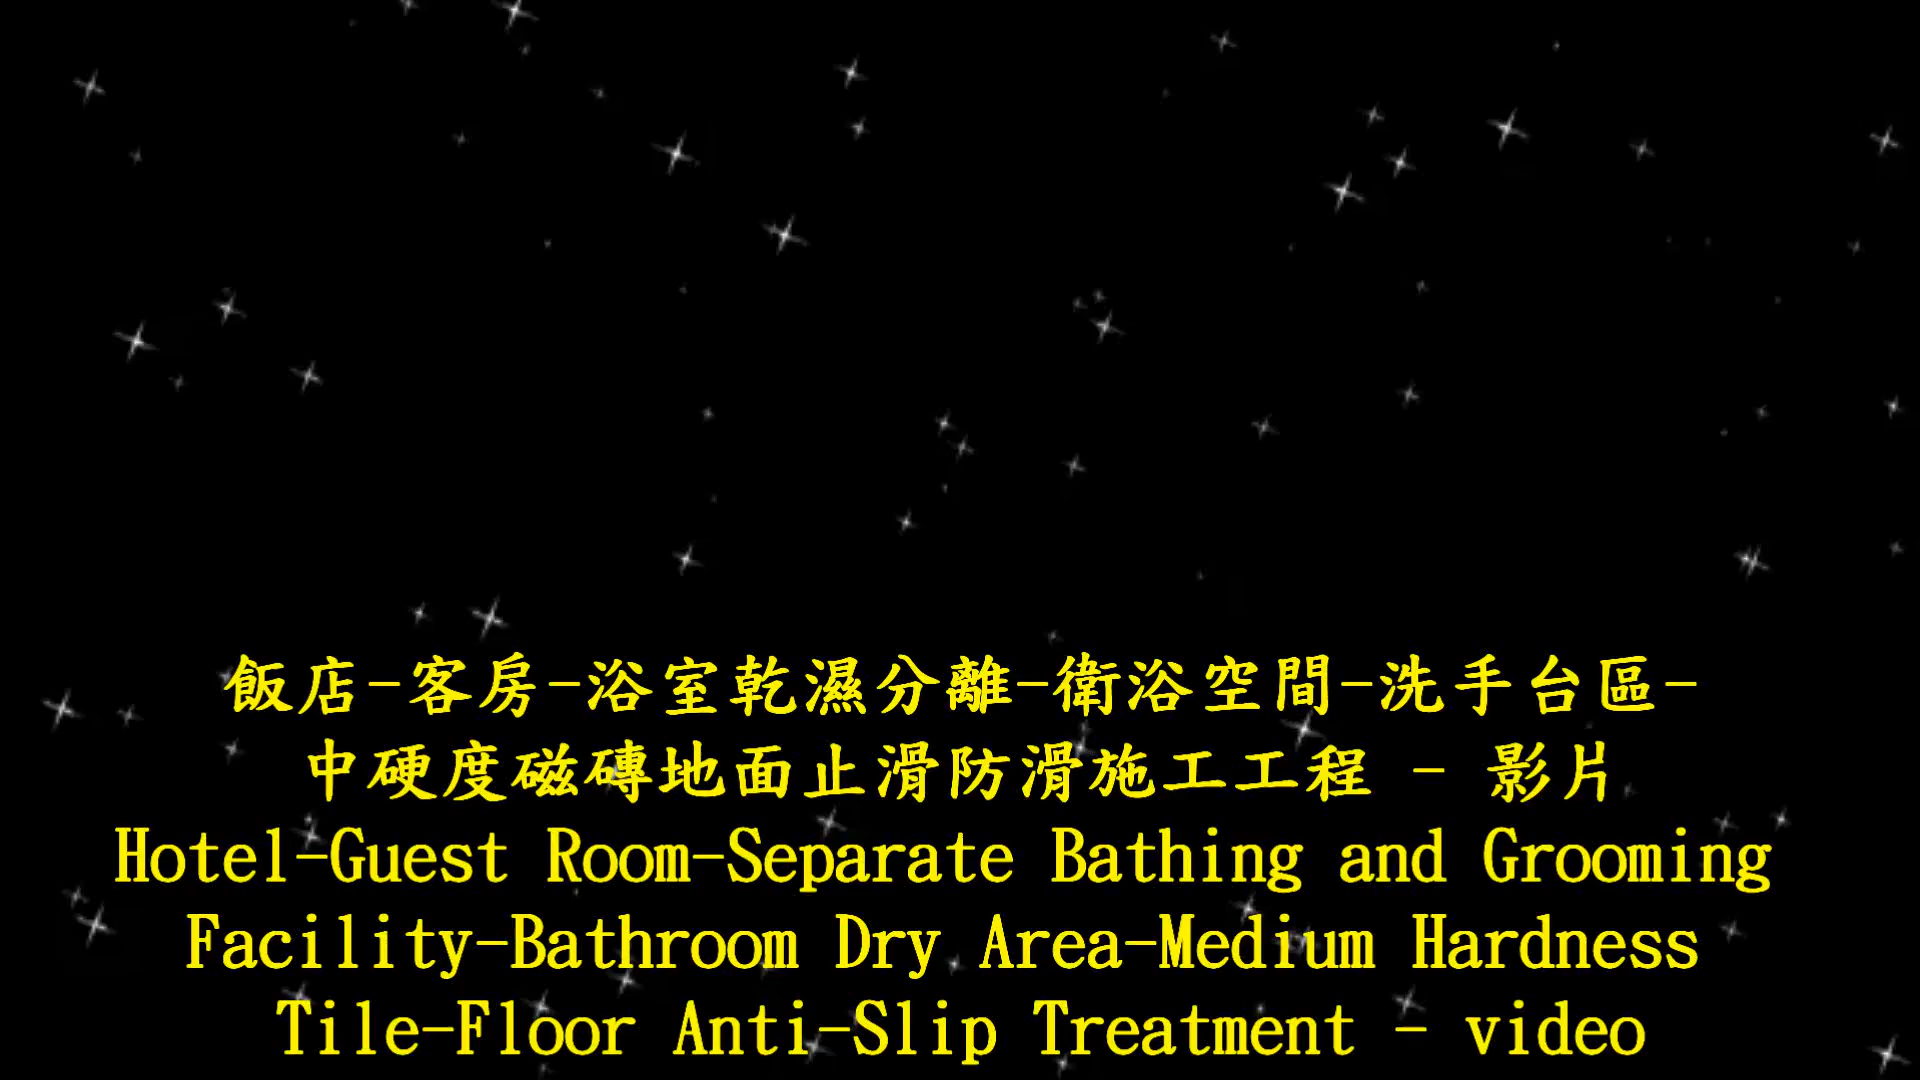 飯店-客房-浴室乾濕分離-衛浴空間-洗手台區-
中硬度磁磚地面止滑防滑施工工程 - 影片
Hotel-Guest Room-Separate Bathing and Grooming
Facility-Bathroom Dry Area-Medium Hardness
Tile-Floor Anti-Slip Treatment - video